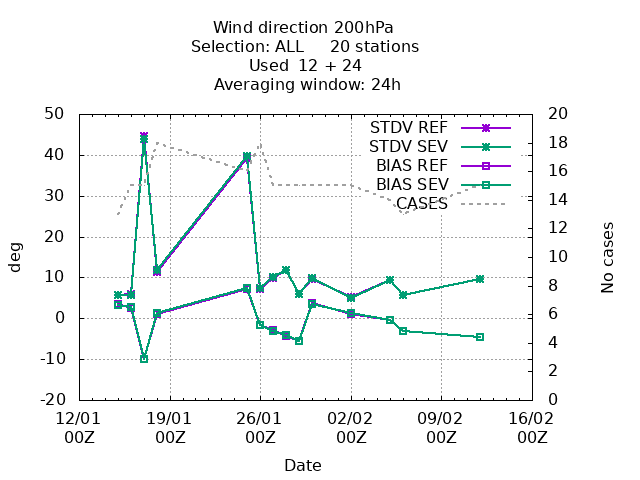 Wind direction 200hPa
Selection: ALL     20 stations
Used  12 + 24
Averaging window: 24h
50
40
30
20
10
0
-10
-20
deg
20
18
16
14
12
10
8
6
4
2
0
No cases
STDV REF
STDV SEV
BIAS REF
BIAS SEV
CASES
12/01 19/01 26/01 02/02 09/02 16/02
00Z 00Z 00Z 00Z 00Z 00Z
Date